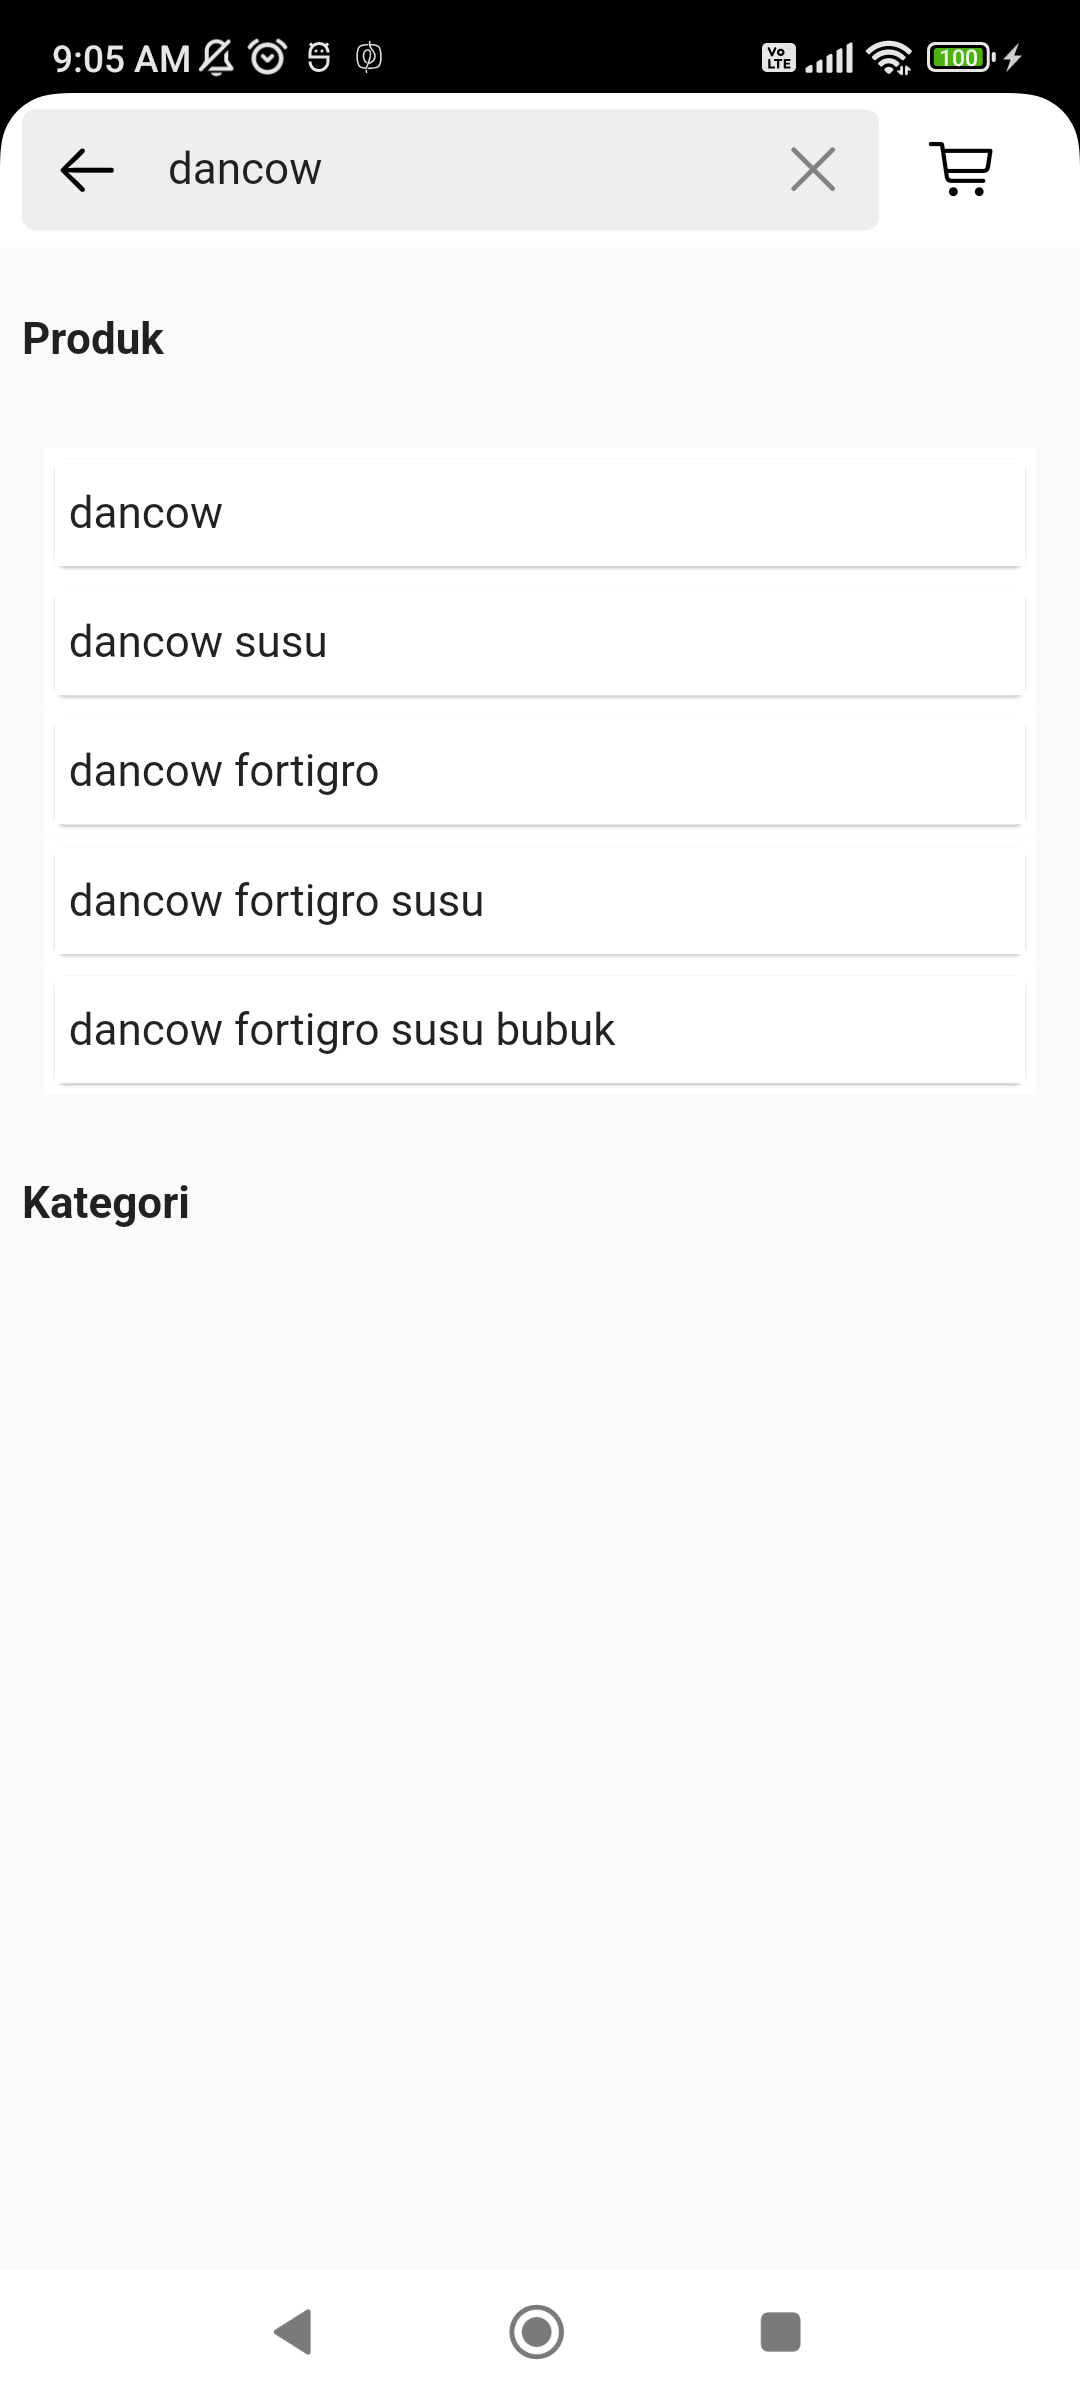 9:05 AM
Vo
LTE
100
dancow
Produk
dancow
dancow susu
dancow fortigro
dancow fortigro susu
dancow fortigro susu bubuk
Kategori